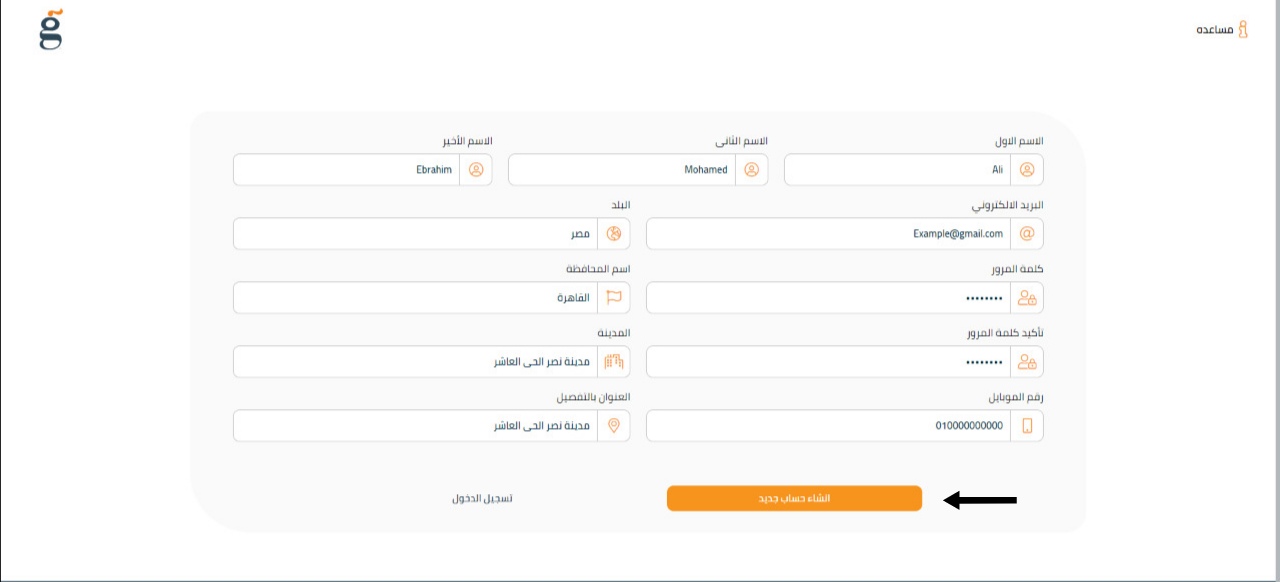 مساعده
الاسم الاول
الاسم الثانى
الاسم الأخير
Ali
Mohamed
Ebrahim
البريد الالكتروني
البلد
Example@gmail.com
مصر
كلمة المرور
اسم المحافظة
••••••••
القاهرة
تأكيد كلمة المرور
المدينة
••••••••
مدينة نصر الحى العاشر
رقم الموبايل
العنوان بالتفصيل
010000000000
مدينة نصر الحى العاشر
انشاء حساب جديد
تسجيل الدخول